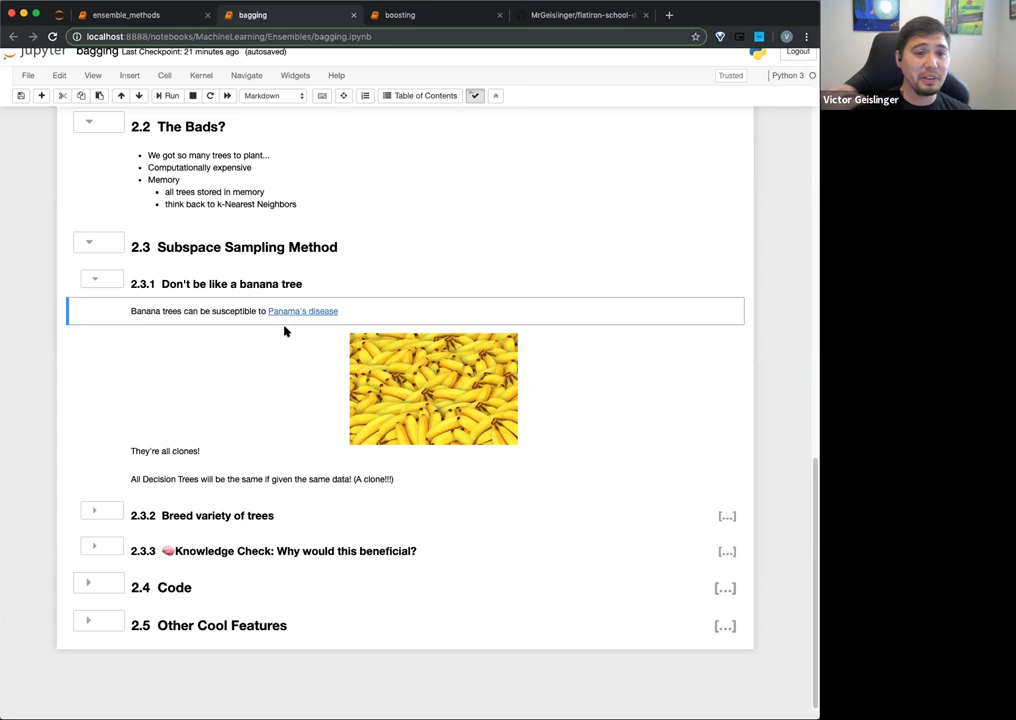 ensemble_methods
bagging
boosting
MrGeislinger/flatiron-school-d
localhost:8888/notebooks/MachineLearning/Ensembles/bagging.ipynb
jupyter bagging Last Checkpoint: 21 minutes ago (autosaved)
Logout
File Edit View Insert Cell Kernel Navigate Widgets Help
Trusted
Python 3
Run
Markdown
Table of Contents
Victor Geislinger
2.2 The Bads?
• We got so many trees to plant...
• Computationally expensive
• Memory
▪ all trees stored in memory
▪ think back to k-Nearest Neighbors
2.3 Subspace Sampling Method
2.3.1 Don't be like a banana tree
Banana trees can be susceptible to Panama's disease
They're all clones!
All Decision Trees will be the same if given the same data! (A clone!!!)
2.3.2 Breed variety of trees
[...]
2.3.3 🧠Knowledge Check: Why would this beneficial?
[...]
2.4 Code
[...]
2.5 Other Cool Features
[...]